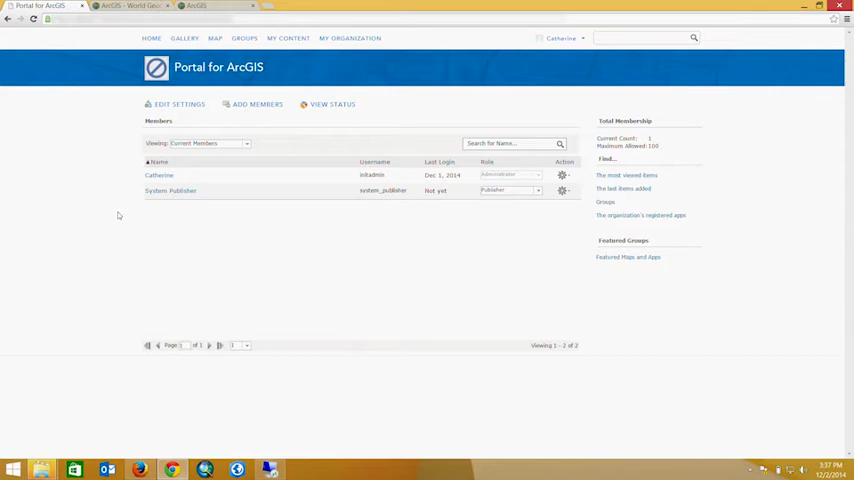 Portal for ArcGIS
ArcGIS - World Geoc
ArcGIS
HOME GALLERY MAP GROUPS MY CONTENT MY ORGANIZATION
Catherine
Portal for ArcGIS
EDIT SETTINGS ADD MEMBERS VIEW STATUS
Members
Viewing: Current Members
Search for Name...
Name Username Last Login Role Action
Catherine initadmin Dec 1, 2014 Administrator
System Publisher system_publisher Not yet Publisher
Page 1 of 1 1 Viewing 1 - 2 of 2
Total Membership
Current Count: 1
Maximum Allowed: 100
Find...
The most viewed items
The last items added
Groups
The organization's registered apps
Featured Groups
Featured Maps and Apps
3:37 PM
12/2/2014